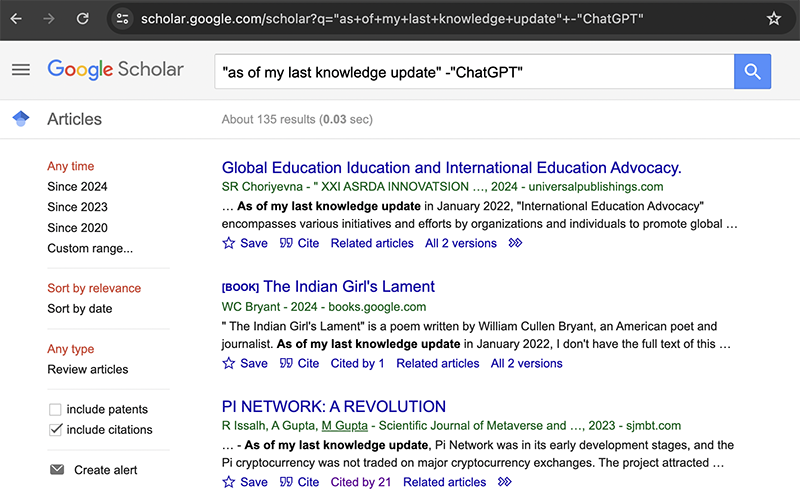 scholar.google.com/scholar?q="as+of+my+last+knowledge+update"+-"ChatGPT"
Google Scholar
"as of my last knowledge update" -"ChatGPT"
Articles
About 135 results (0.03 sec)
Any time
Since 2024
Since 2023
Since 2020
Custom range...
Sort by relevance
Sort by date
Any type
Review articles
include patents
include citations
Create alert
Global Education Iducation and International Education Advocacy.
SR Choriyevna - " XXI ASRDA INNOVATSION …, 2024 - universalpublishings.com
… As of my last knowledge update in January 2022, "International Education Advocacy"
encompasses various initiatives and efforts by organizations and individuals to promote global …
Save Cite Related articles All 2 versions
[BOOK] The Indian Girl's Lament
WC Bryant - 2024 - books.google.com
" The Indian Girl's Lament" is a poem written by William Cullen Bryant, an American poet and
journalist. As of my last knowledge update in January 2022, I don't have the full text of this …
Save Cite Cited by 1 Related articles All 2 versions
PI NETWORK: A REVOLUTION
R Issalh, A Gupta, M Gupta - Scientific Journal of Metaverse and …, 2023 - sjmbt.com
… - As of my last knowledge update, Pi Network was in its early development stages, and the
Pi cryptocurrency was not traded on major cryptocurrency exchanges. The project attracted …
Save Cite Cited by 21 Related articles